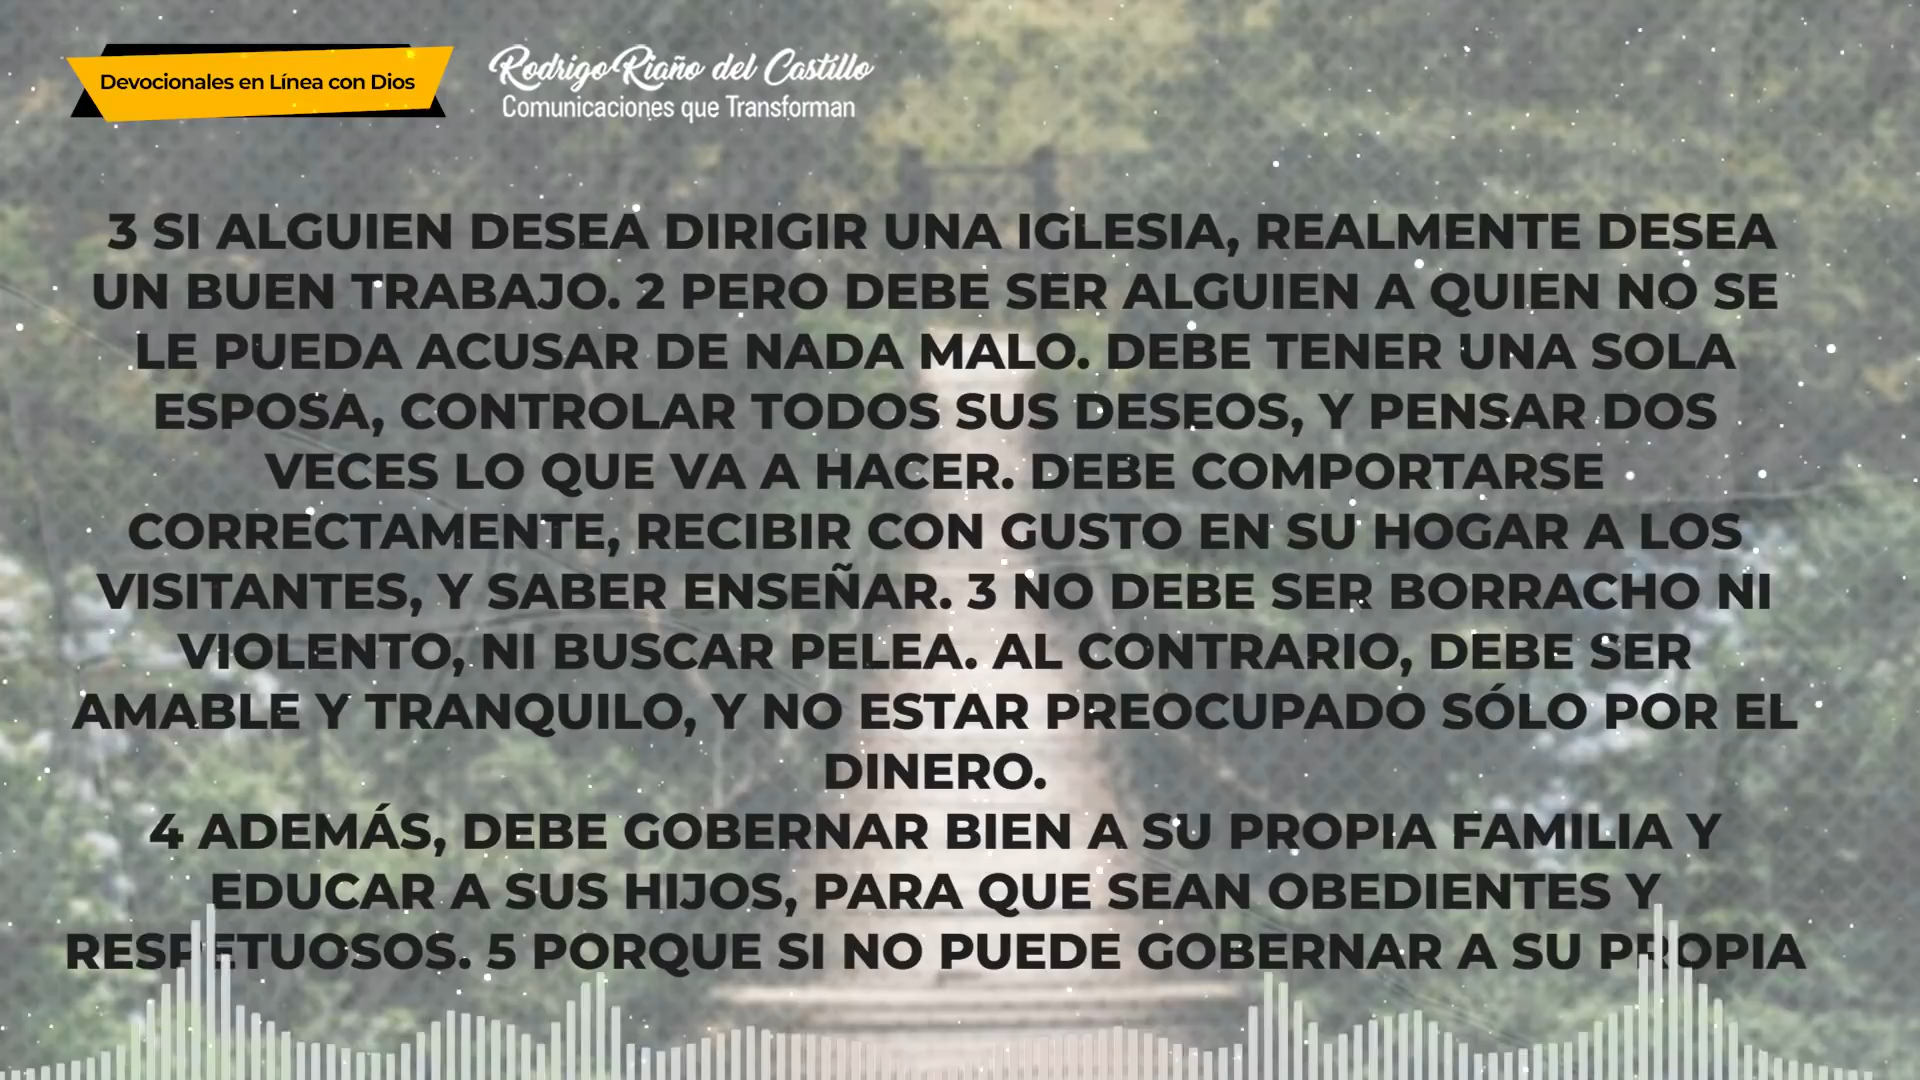 Devocionales en Línea con Dios
Rodrigo Riaño del Castillo
Comunicaciones que Transforman
3 SI ALGUIEN DESEA DIRIGIR UNA IGLESIA, REALMENTE DESEA
UN BUEN TRABAJO. 2 PERO DEBE SER ALGUIEN A QUIEN NO SE
LE PUEDA ACUSAR DE NADA MALO. DEBE TENER UNA SOLA
ESPOSA, CONTROLAR TODOS SUS DESEOS, Y PENSAR DOS
VECES LO QUE VA A HACER. DEBE COMPORTARSE
CORRECTAMENTE, RECIBIR CON GUSTO EN SU HOGAR A LOS
VISITANTES, Y SABER ENSEÑAR. 3 NO DEBE SER BORRACHO NI
VIOLENTO, NI BUSCAR PELEA. AL CONTRARIO, DEBE SER
AMABLE Y TRANQUILO, Y NO ESTAR PREOCUPADO SÓLO POR EL
DINERO.
4 ADEMÁS, DEBE GOBERNAR BIEN A SU PROPIA FAMILIA Y
EDUCAR A SUS HIJOS, PARA QUE SEAN OBEDIENTES Y
RESPETUOSOS. 5 PORQUE SI NO PUEDE GOBERNAR A SU PROPIA